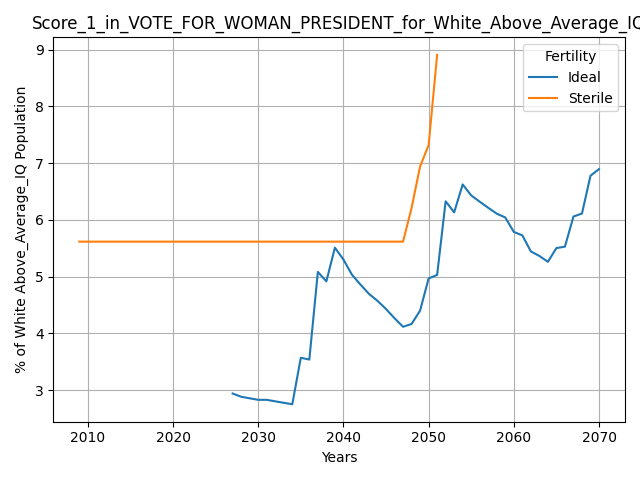 Score_1_in_VOTE_FOR_WOMAN_PRESIDENT_for_White_Above_Average_IQ
Fertility
Ideal
Sterile
% of White Above_Average_IQ Population
9
8
7
6
5
4
3
2010 2020 2030 2040 2050 2060 2070
Years